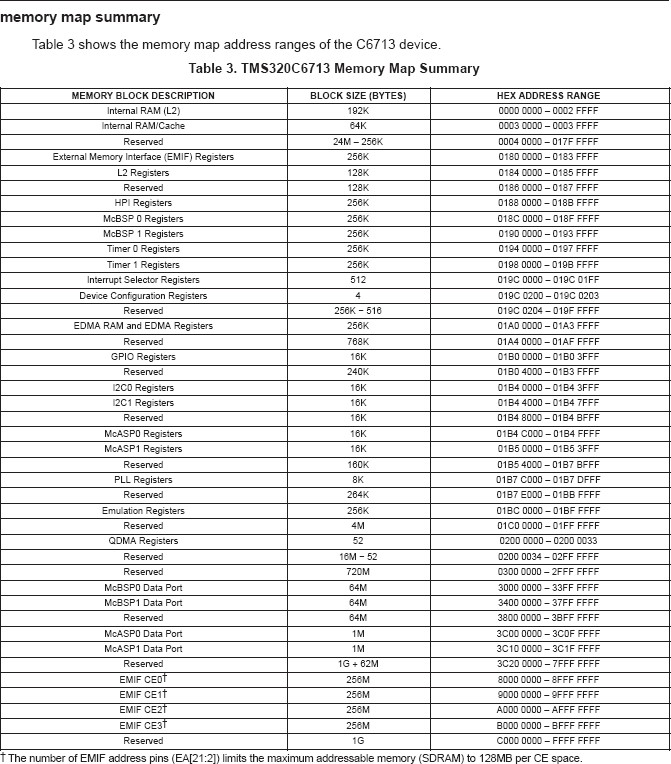 memory map summary
Table 3 shows the memory map address ranges of the C6713 device.
Table 3. TMS320C6713 Memory Map Summary
MEMORY BLOCK DESCRIPTION BLOCK SIZE (BYTES) HEX ADDRESS RANGE
Internal RAM (L2) 192K 0000 0000 – 0002 FFFF
Internal RAM/Cache 64K 0003 0000 – 0003 FFFF
Reserved 24M – 256K 0004 0000 – 017F FFFF
External Memory Interface (EMIF) Registers 256K 0180 0000 – 0183 FFFF
L2 Registers 128K 0184 0000 – 0185 FFFF
Reserved 128K 0186 0000 – 0187 FFFF
HPI Registers 256K 0188 0000 – 018B FFFF
McBSP 0 Registers 256K 018C 0000 – 018F FFFF
McBSP 1 Registers 256K 0190 0000 – 0193 FFFF
Timer 0 Registers 256K 0194 0000 – 0197 FFFF
Timer 1 Registers 256K 0198 0000 – 019B FFFF
Interrupt Selector Registers 512 019C 0000 – 019C 01FF
Device Configuration Registers 4 019C 0200 – 019C 0203
Reserved 256K − 516 019C 0204 – 019F FFFF
EDMA RAM and EDMA Registers 256K 01A0 0000 – 01A3 FFFF
Reserved 768K 01A4 0000 – 01AF FFFF
GPIO Registers 16K 01B0 0000 – 01B0 3FFF
Reserved 240K 01B0 4000 – 01B3 FFFF
I2C0 Registers 16K 01B4 0000 – 01B4 3FFF
I2C1 Registers 16K 01B4 4000 – 01B4 7FFF
Reserved 16K 01B4 8000 – 01B4 BFFF
McASP0 Registers 16K 01B4 C000 – 01B4 FFFF
McASP1 Registers 16K 01B5 0000 – 01B5 3FFF
Reserved 160K 01B5 4000 – 01B7 BFFF
PLL Registers 8K 01B7 C000 – 01B7 DFFF
Reserved 264K 01B7 E000 – 01BB FFFF
Emulation Registers 256K 01BC 0000 – 01BF FFFF
Reserved 4M 01C0 0000 – 01FF FFFF
QDMA Registers 52 0200 0000 – 0200 0033
Reserved 16M − 52 0200 0034 – 02FF FFFF
Reserved 720M 0300 0000 – 2FFF FFFF
McBSP0 Data Port 64M 3000 0000 – 33FF FFFF
McBSP1 Data Port 64M 3400 0000 – 37FF FFFF
Reserved 64M 3800 0000 – 3BFF FFFF
McASP0 Data Port 1M 3C00 0000 – 3C0F FFFF
McASP1 Data Port 1M 3C10 0000 – 3C1F FFFF
Reserved 1G + 62M 3C20 0000 – 7FFF FFFF
EMIF CE0† 256M 8000 0000 – 8FFF FFFF
EMIF CE1† 256M 9000 0000 – 9FFF FFFF
EMIF CE2† 256M A000 0000 – AFFF FFFF
EMIF CE3† 256M B000 0000 – BFFF FFFF
Reserved 1G C000 0000 – FFFF FFFF
† The number of EMIF address pins (EA[21:2]) limits the maximum addressable memory (SDRAM) to 128MB per CE space.